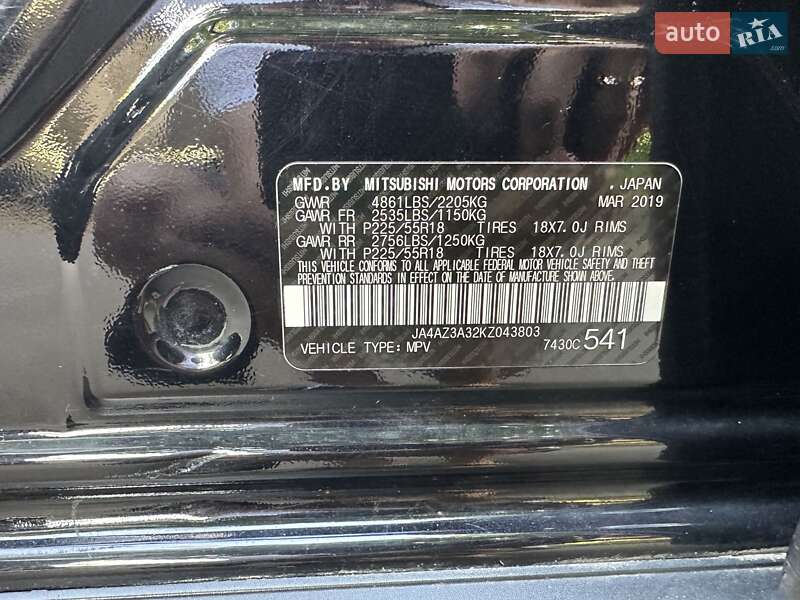 auto RIA.com
MFD.BY MITSUBISHI MOTORS CORPORATION . JAPAN
GVWR 4861LBS/2205KG MAR 2019
GAWR FR 2535LBS/1150KG
WITH P225/55R18 TIRES 18X7.0J RIMS
GAWR RR 2756LBS/1250KG
WITH P225/55R18 TIRES 18X7.0J RIMS
THIS VEHICLE CONFORMS TO ALL APPLICABLE FEDERAL MOTOR VEHICLE SAFETY AND THEFT
PREVENTION STANDARDS IN EFFECT ON THE DATE OF MANUFACTURE SHOWN ABOVE.
JA4AZ3A32KZ043803
VEHICLE TYPE:MPV 7430C 541